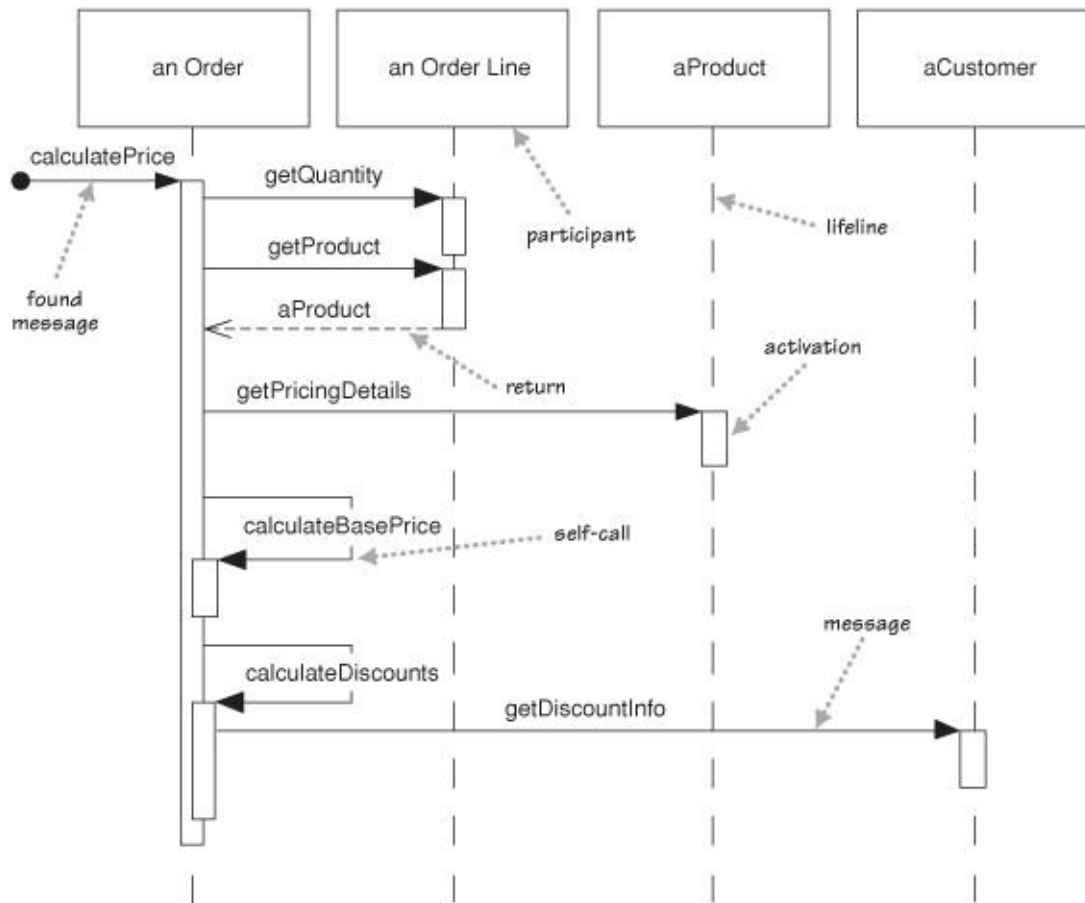 an Order
an Order Line
aProduct
aCustomer
calculatePrice
getQuantity
participant
lifeline
getProduct
found
message
aProduct
return
activation
getPricingDetails
calculateBasePrice
self-call
message
calculateDiscounts
getDiscountInfo